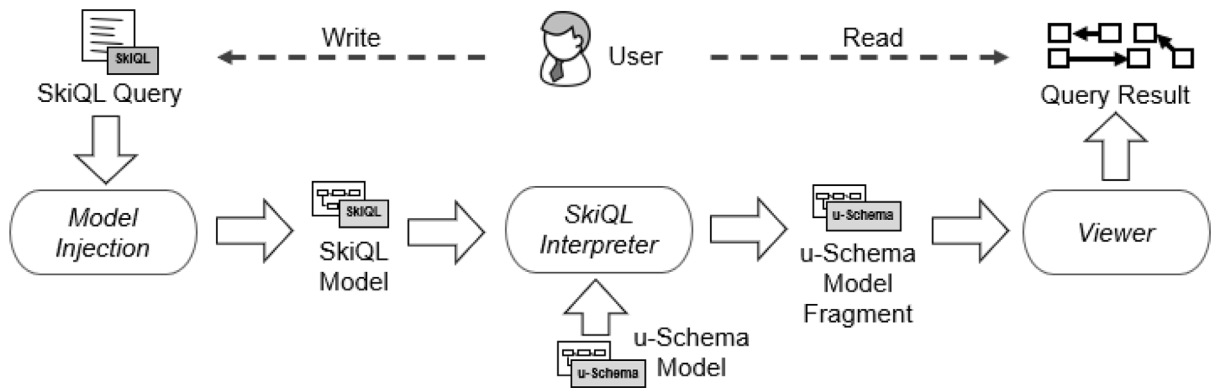 Write
User
Read
SkiQL
SkiQL Query
Query Result
Model
Injection
SkiQL
SkiQL
Model
SkiQL
Interpreter
u-Schema
u-Schema
Model
Fragment
Viewer
u-Schema
Model
u-Schema